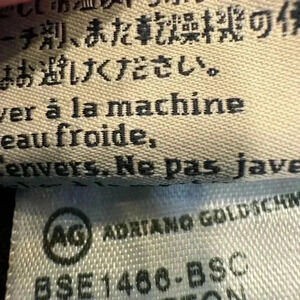 ーチ剤、また乾燥機の
はお避けください。
ver à la machine
eau froide,
l'envers. Ne pas jave
AG ADRIANO GOLDSCHM
BSE1466-BSC